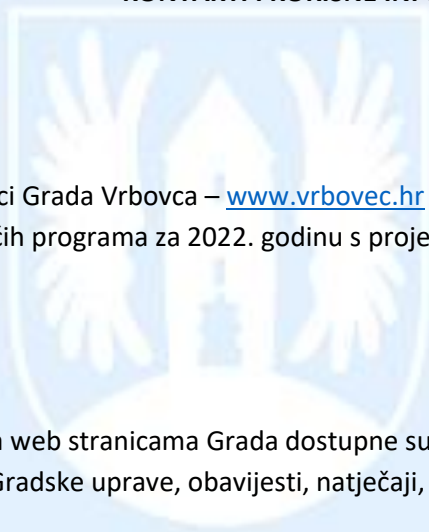 ci Grada Vrbovca – www.vrbovec.hr
ćih programa za 2022. godinu s proje
web stranicama Grada dostupne su
Gradske uprave, obavijesti, natječaji,